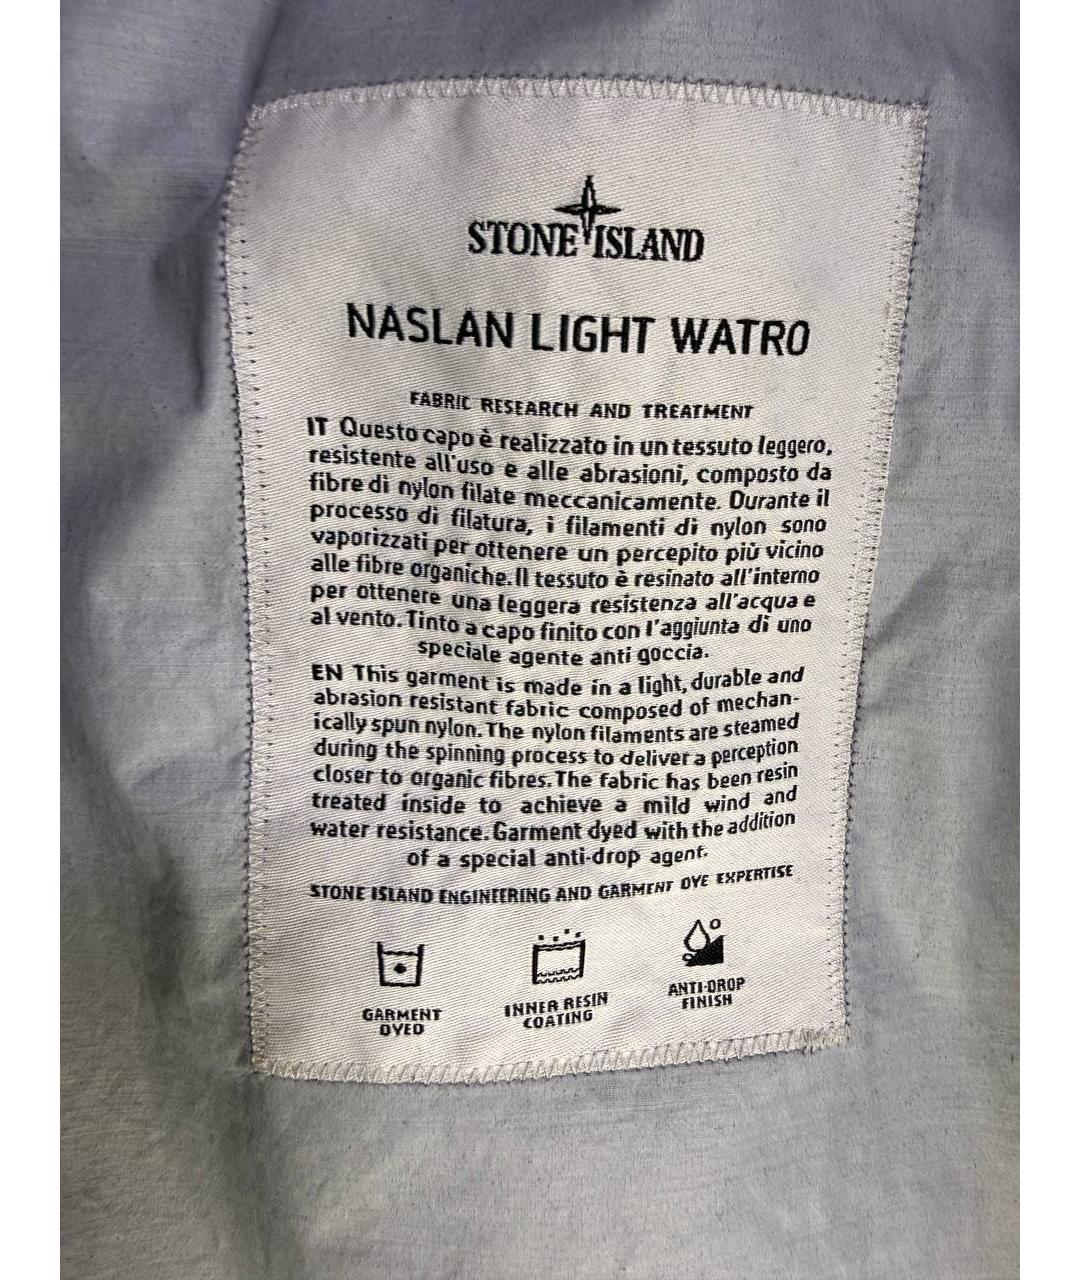 STONE ISLAND
NASLAN LIGHT WATRO
FABRIC RESEARCH AND TREATMENT
IT Questo capo è realizzato in un tessuto leggero,
resistente all'uso e alle abrasioni, composto da
fibre di nylon filate meccanicamente. Durante il
processo di filatura, i filamenti di nylon sono
vaporizzati per ottenere un percepito più vicino
alle fibre organiche. Il tessuto è resinato all'interno
per ottenere una leggera resistenza all'acqua e
al vento. Tinto a capo finito con l'aggiunta di uno
speciale agente anti goccia.
EN This garment is made in a light, durable and
abrasion resistant fabric composed of mechan-
ically spun nylon. The nylon filaments are steamed
during the spinning process to deliver a perception
closer to organic fibres. The fabric has been resin
treated inside to achieve a mild wind and
water resistance. Garment dyed with the addition
of a special anti-drop agent.
STONE ISLAND ENGINEERING AND GARMENT DYE EXPERTISE
GARMENT
DYED
INNER RESIN
COATING
ANTI-DROP
FINISH